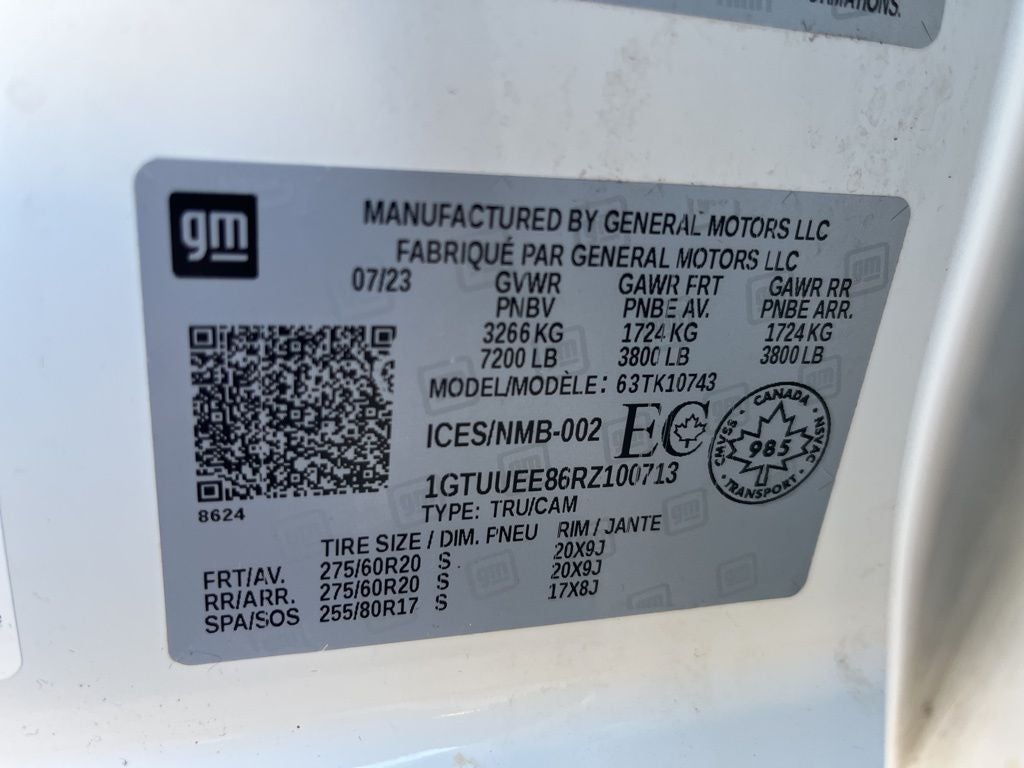 RMATIONS.
gm
MANUFACTURED BY GENERAL MOTORS LLC
FABRIQUÉ PAR GENERAL MOTORS LLC
07/23 GVWR GAWR FRT GAWR RR
PNBV PNBE AV. PNBE ARR.
3266 KG 1724 KG 1724 KG
7200 LB 3800 LB 3800 LB
MODEL/MODÈLE: 63TK10743
ICES/NMB-002 EC
CANADA
CMVSS 985 NSVAC
TRANSPORT
1GTUUEE86RZ100713
8624 TYPE: TRU/CAM
TIRE SIZE / DIM. PNEU RIM / JANTE
FRT/AV. 275/60R20 S 20X9J
RR/ARR. 275/60R20 S 20X9J
SPA/SOS 255/80R17 S 17X8J